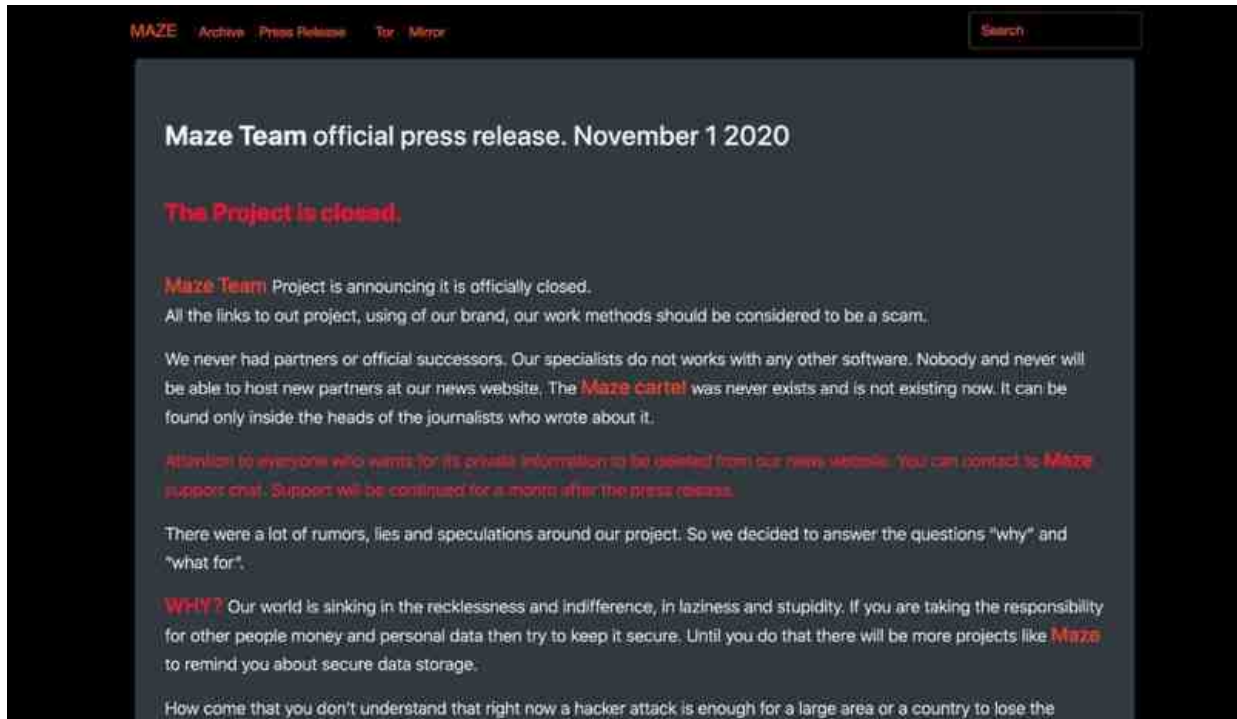 MAZE Archive Press Release Tor Mirror Search
Maze Team official press release. November 1 2020
The Project is closed.
Maze Team Project is announcing it is officially closed.
All the links to out project, using of our brand, our work methods should be considered to be a scam.
We never had partners or official successors. Our specialists do not works with any other software. Nobody and never will
be able to host new partners at our news website. The Maze cartel was never exists and is not existing now. It can be
found only inside the heads of the journalists who wrote about it.
Attention to everyone who wants for its private information to be deleted from our news website. You can contact to Maze
support chat. Support will be continued for a month after the press release.
There were a lot of rumors, lies and speculations around our project. So we decided to answer the questions "why" and
"what for".
WHY? Our world is sinking in the recklessness and indifference, in laziness and stupidity. If you are taking the responsibility
for other people money and personal data then try to keep it secure. Until you do that there will be more projects like Maze
to remind you about secure data storage.
How come that you don't understand that right now a hacker attack is enough for a large area or a country to lose the